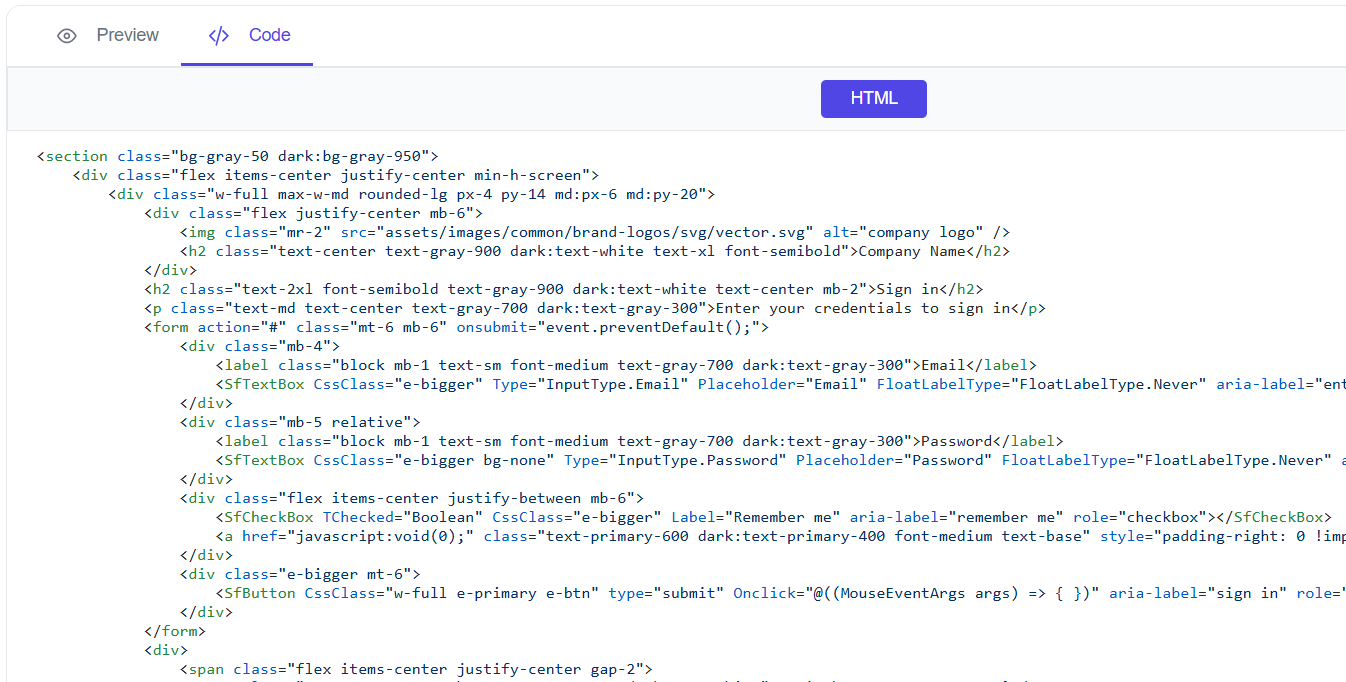 Preview </> Code
HTML
<section class="bg-gray-50 dark:bg-gray-950">
<div class="flex items-center justify-center min-h-screen">
<div class="w-full max-w-md rounded-lg px-4 py-14 md:px-6 md:py-20">
<div class="flex justify-center mb-6">
<img class="mr-2" src="assets/images/common/brand-logos/svg/vector.svg" alt="company logo" />
<h2 class="text-center text-gray-900 dark:text-white text-xl font-semibold">Company Name</h2>
</div>
<h2 class="text-2xl font-semibold text-gray-900 dark:text-white text-center mb-2">Sign in</h2>
<p class="text-md text-center text-gray-700 dark:text-gray-300">Enter your credentials to sign in</p>
<form action="#" class="mt-6 mb-6" onsubmit="event.preventDefault();">
<div class="mb-4">
<label class="block mb-1 text-sm font-medium text-gray-700 dark:text-gray-300">Email</label>
<SfTextBox CssClass="e-bigger" Type="InputType.Email" Placeholder="Email" FloatLabelType="FloatLabelType.Never" aria-label="ent
</div>
<div class="mb-5 relative">
<label class="block mb-1 text-sm font-medium text-gray-700 dark:text-gray-300">Password</label>
<SfTextBox CssClass="e-bigger bg-none" Type="InputType.Password" Placeholder="Password" FloatLabelType="FloatLabelType.Never" a
</div>
<div class="flex items-center justify-between mb-6">
<SfCheckBox TChecked="Boolean" CssClass="e-bigger" Label="Remember me" aria-label="remember me" role="checkbox"></SfCheckBox>
<a href="javascript:void(0);" class="text-primary-600 dark:text-primary-400 font-medium text-base" style="padding-right: 0 !imp
</div>
<div class="e-bigger mt-6">
<SfButton CssClass="w-full e-primary e-btn" type="submit" Onclick="@((MouseEventArgs args) => { })" aria-label="sign in" role="
</div>
</form>
<div>
<span class="flex items-center justify-center gap-2">